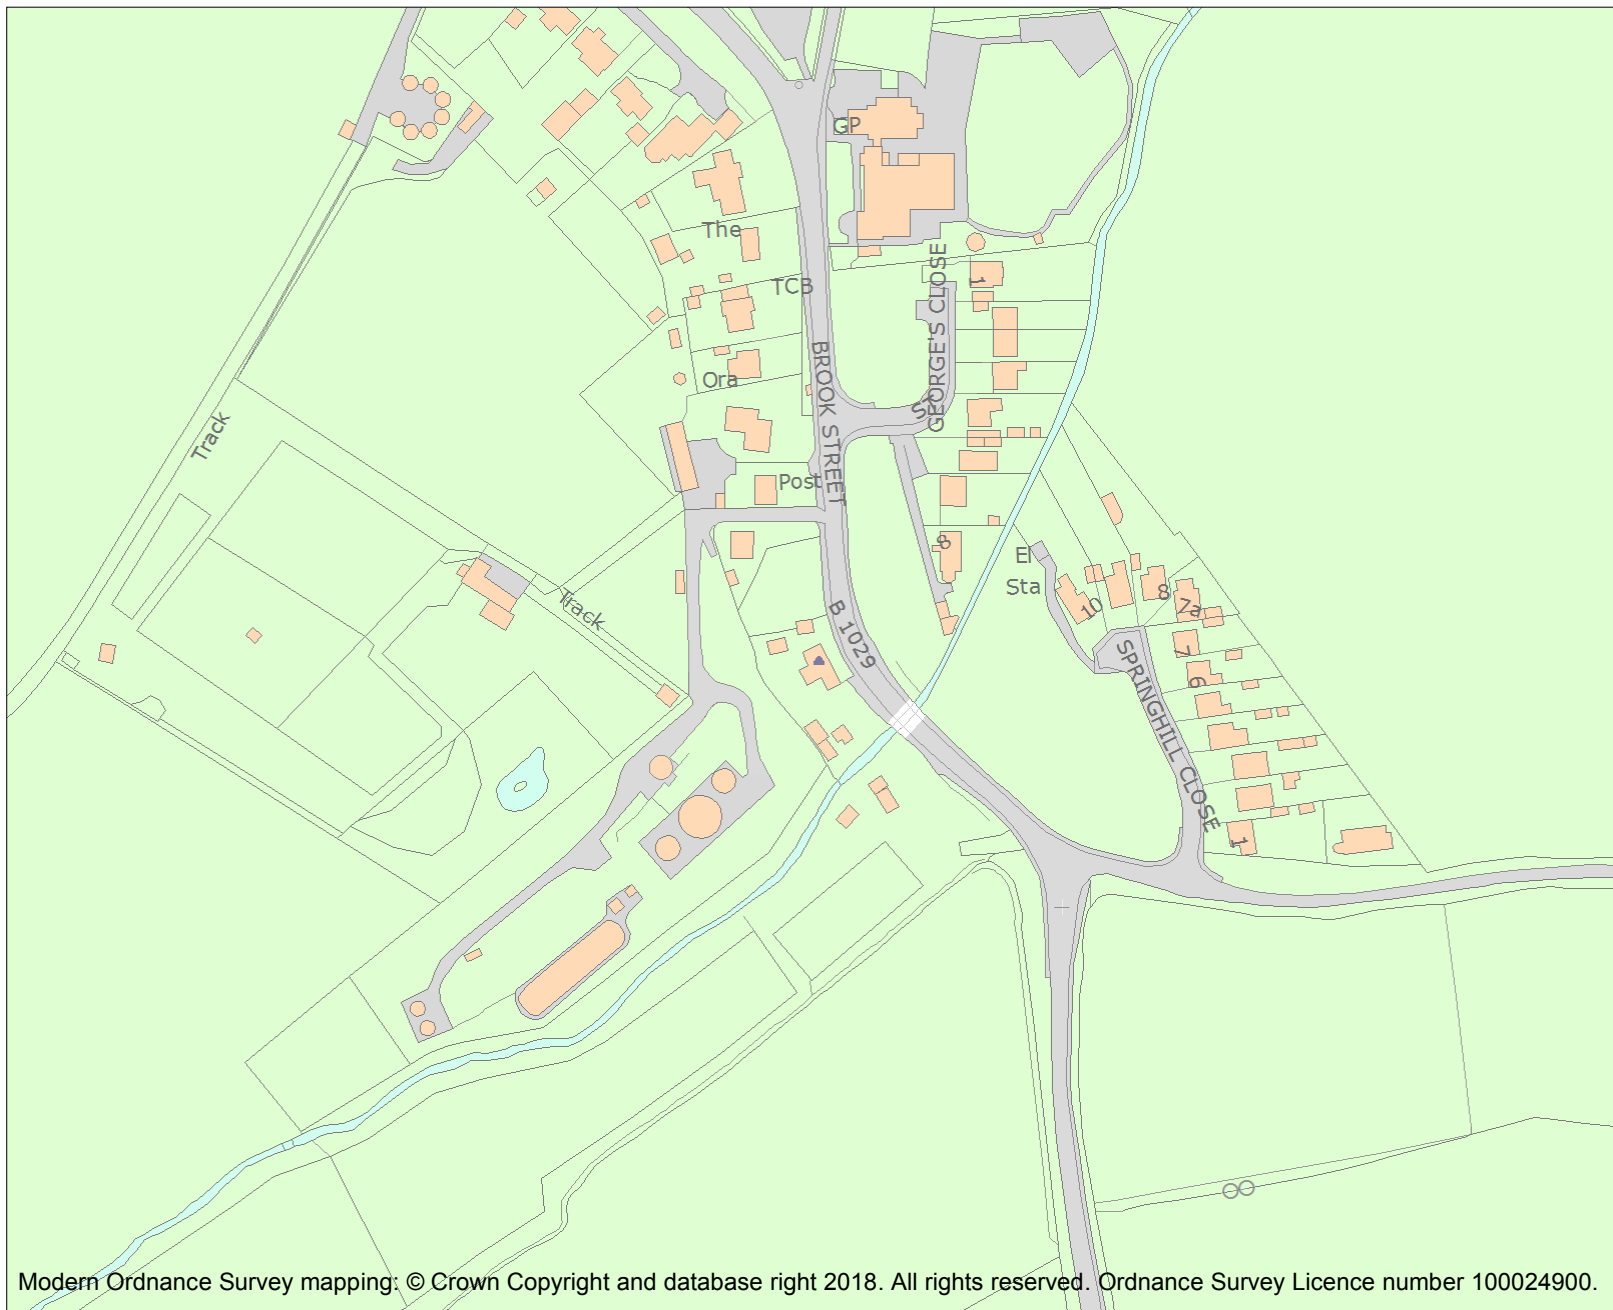 GP
The
GEORGE'S CLOSE
1
TCB
BROOK STREET
Ora
ST
Track
Post
8
El
Sta
10
8
7a
Track
B 1029
7
6
SPRINGHILL CLOSE
1
Modern Ordnance Survey mapping: © Crown Copyright and database right 2018. All rights reserved. Ordnance Survey Licence number 100024900.